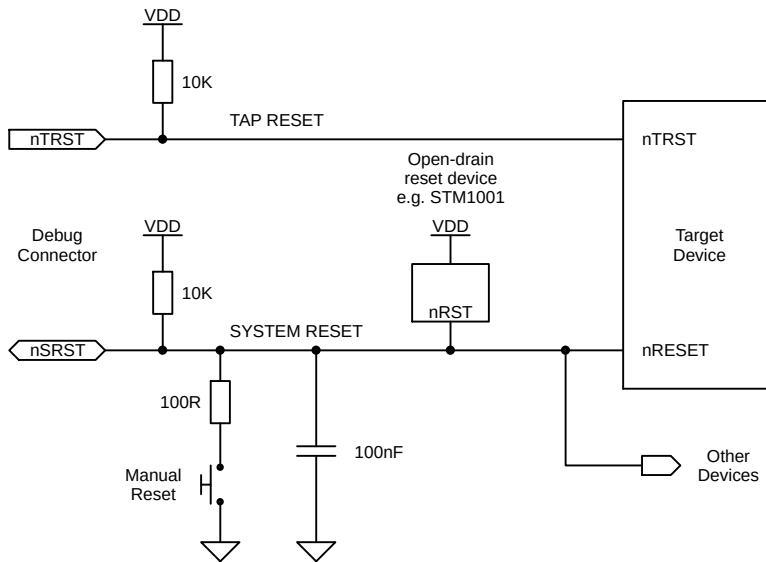 VDD
10K
TAP RESET
nTRST
nTRST
Open-drain
reset device
e.g. STM1001
VDD
VDD
Debug
Connector
Target
Device
10K
nRST
SYSTEM RESET
nSRST
nRESET
100R
100nF
Manual
Reset
Other
Devices